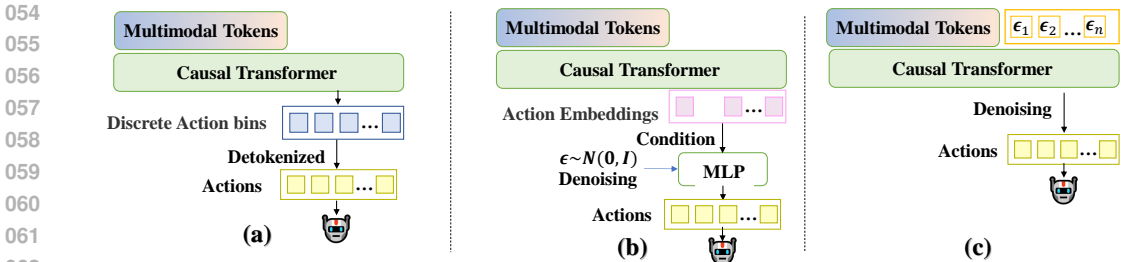 054
055
056
057
058
059
060
061
Multimodal Tokens
Causal Transformer
Discrete Action bins
...
Detokenized
Actions
...
(a)
Multimodal Tokens
Causal Transformer
Action Embeddings
...
Condition
ϵ~N(0, I)
Denoising
MLP
Actions
...
(b)
Multimodal Tokens
ϵ1 ϵ2 ... ϵn
Causal Transformer
Denoising
Actions
...
(c)